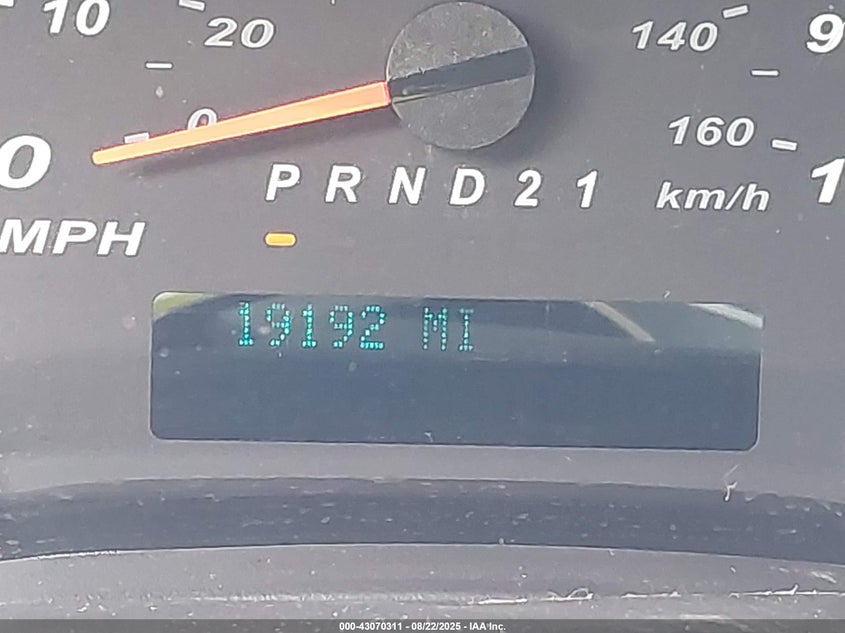 10 20 140 9
0 160
0 P R N D 2 1 km/h 1
MPH
19192 MI
000-43070311 - 08/22/2025 - IAA Inc.